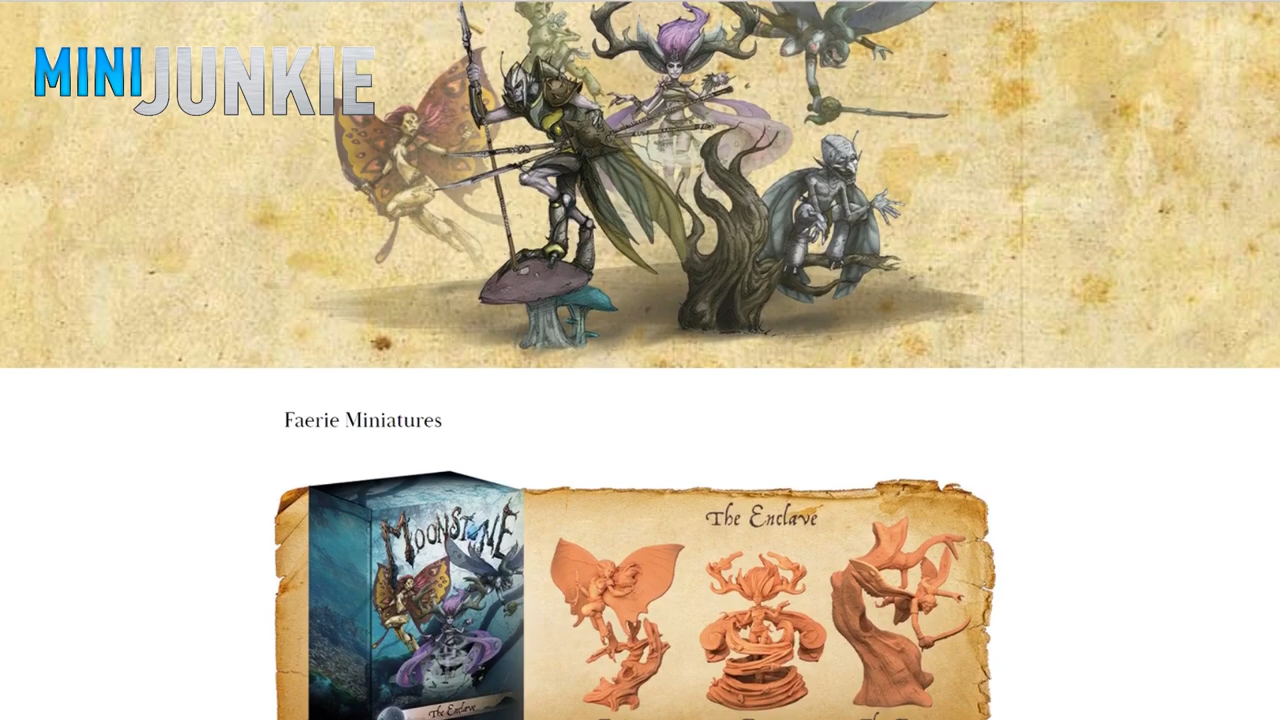 MINIJUNKIE
Faerie Miniatures
MOONSTONE
The Enclave
The Enclave